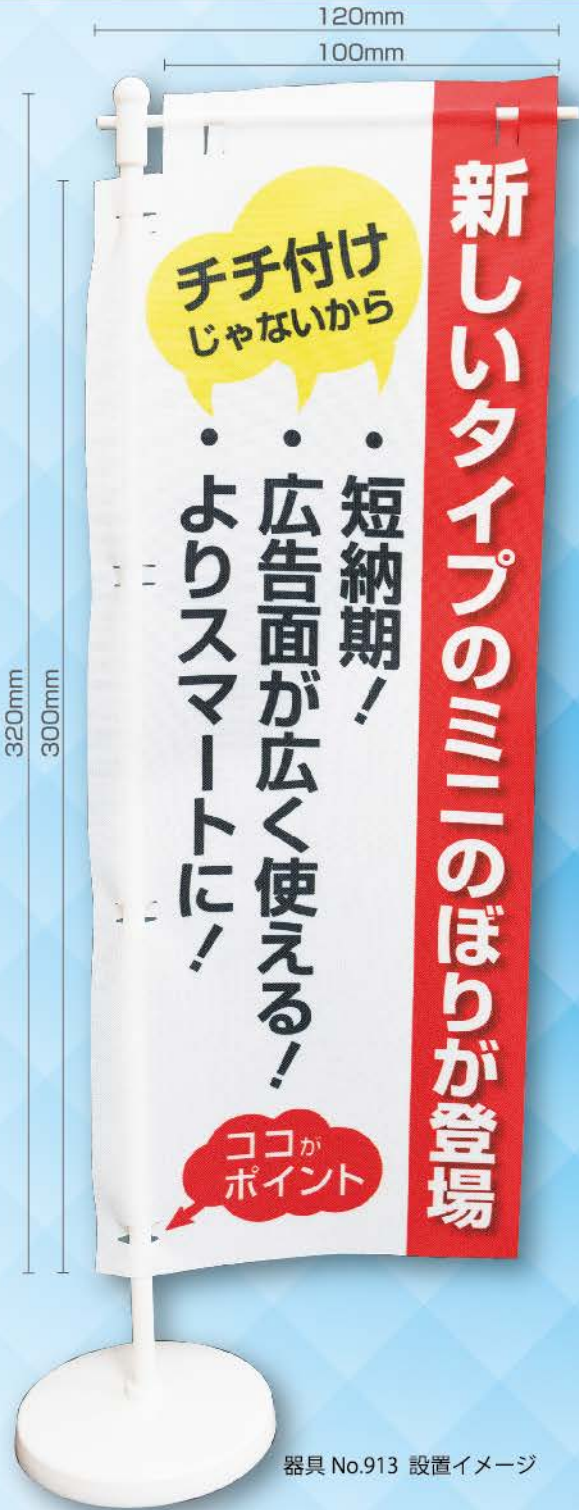 120mm
100mm
320mm
300mm
新しいタイプのミニのぼりが登場
チチ付け
じゃないから
・短納期！
・広告面が広く使える！
・よりスマートに！
ココが
ポイント
器具 No.913 設置イメージ